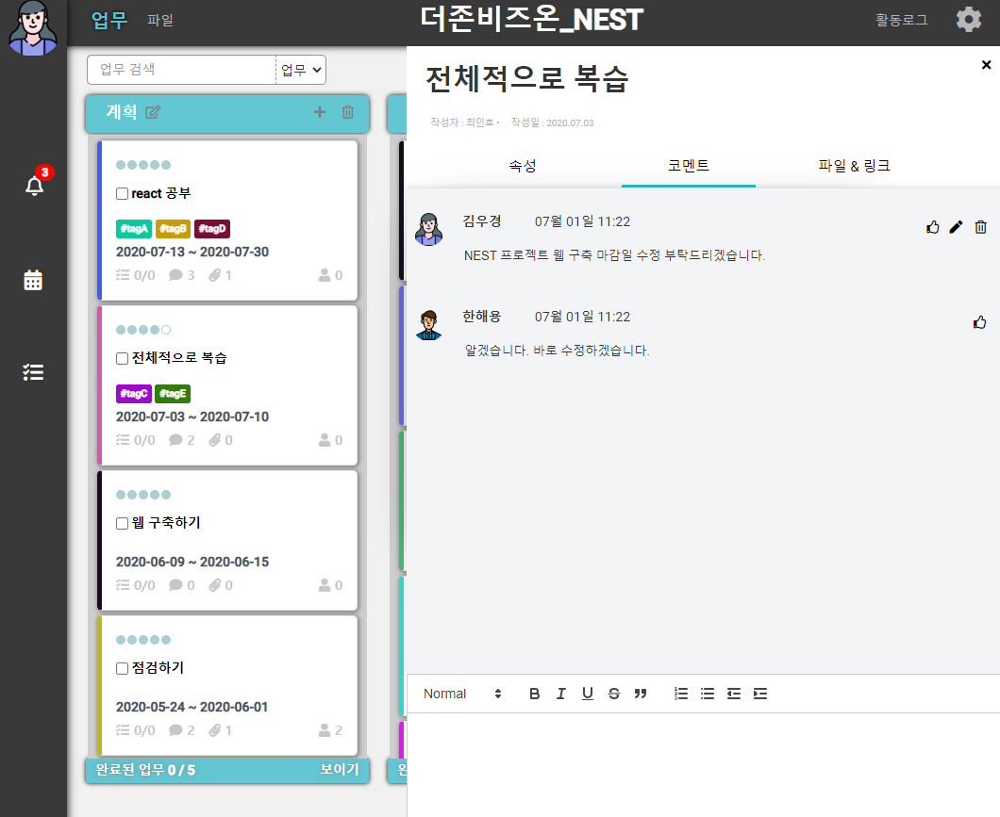 업무 파일 더존비즈온_NEST 활동로그
3
업무 검색 업무
계획
react 공부
#tagA #tagB #tagD
2020-07-13 ~ 2020-07-30
0/0 3 1 0
전체적으로 복습
#tagC #tagE
2020-07-03 ~ 2020-07-10
0/0 2 0 0
웹 구축하기
2020-06-09 ~ 2020-06-15
0/0 0 0 0
점검하기
2020-05-24 ~ 2020-06-01
0/0 2 1 2
완료된 업무 0 / 5 보이기
전체적으로 복습
작성자 : 최인호 • 작성일 : 2020.07.03
속성 코멘트 파일 & 링크
김우경 07월 01일 11:22
NEST 프로젝트 웹 구축 마감일 수정 부탁드리겠습니다.
한해용 07월 01일 11:22
알겠습니다. 바로 수정하겠습니다.
Normal B I U S